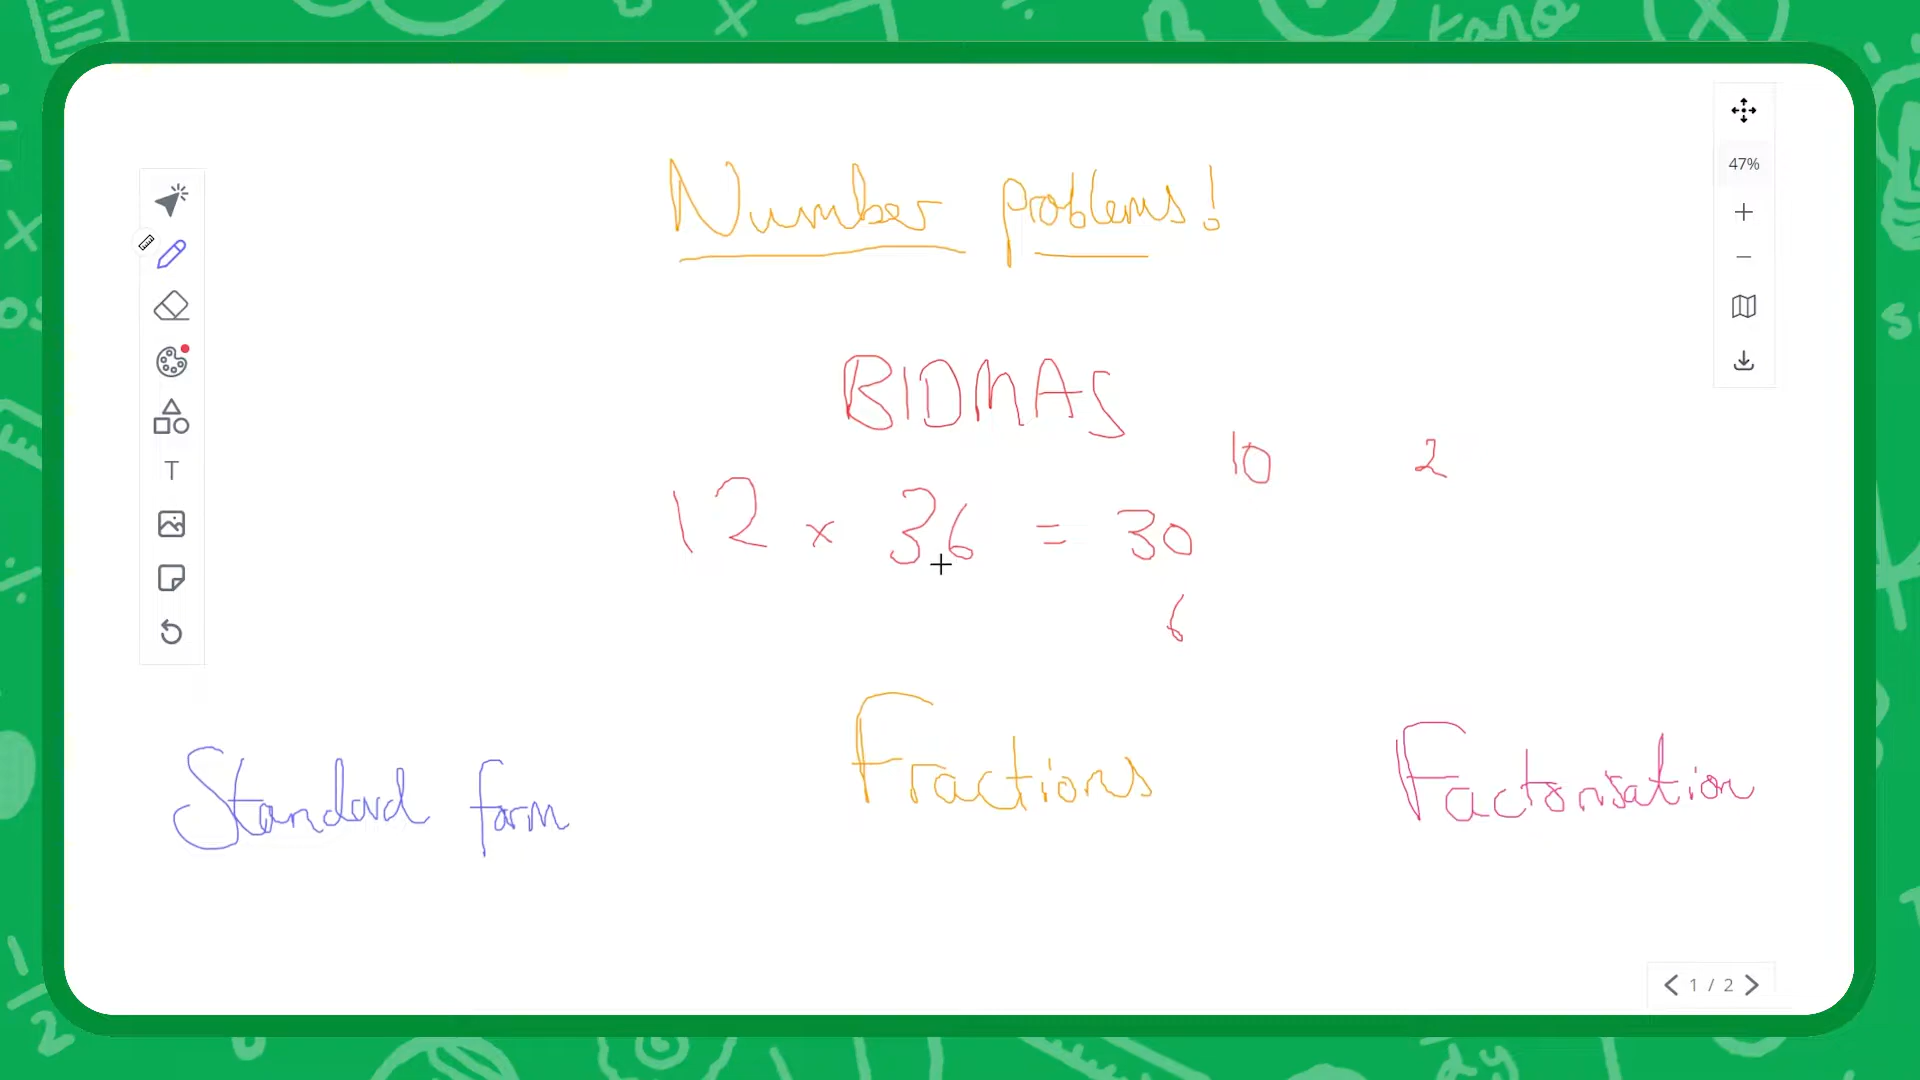 47%
Number problems!
BIDMAS
10 2
12 x 36 = 30
6
T
Standard form
Fractions
Factorisation
1 / 2